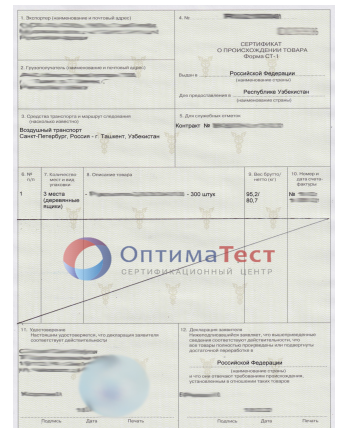 1. Экспортер (наименование и почтовый адрес)
4. №
СЕРТИФИКАТ
О ПРОИСХОЖДЕНИИ ТОВАРА
Форма СТ-1
2. Грузополучатель (наименование и почтовый адрес)
Выдан в Российской Федерации
(наименование страны)
Для предоставления в Республике Узбекистан
(наименование страны)
3. Средства транспорта и маршрут следования
(насколько известно)
5. Для служебных отметок
Воздушный транспорт
Санкт-Петербург, Россия - г. Ташкент, Узбекистан
Контракт №
6. № п/п
7. Количество мест и вид упаковки
8. Описание товара
9. Вес брутто/нетто (кг)
10. Номер и дата счета-фактуры
1
3 места (деревянные ящики)
- 300 штук
95,2/
80,7
№
ОптимаТест
СЕРТИФИКАЦИОННЫЙ ЦЕНТР
11. Удостоверение
Настоящим удостоверяется, что декларация заявителя
соответствует действительности
12. Декларация заявителя
Нижеподписавшийся заявляет, что вышеприведенные
сведения соответствуют действительности, что
все товары полностью произведены или подвергнуты
достаточной переработке в
Российской Федерации
(наименование страны)
и что они отвечают требованиям происхождения,
установленным в отношении таких товаров
Подпись Дата Печать
Подпись Дата Печать